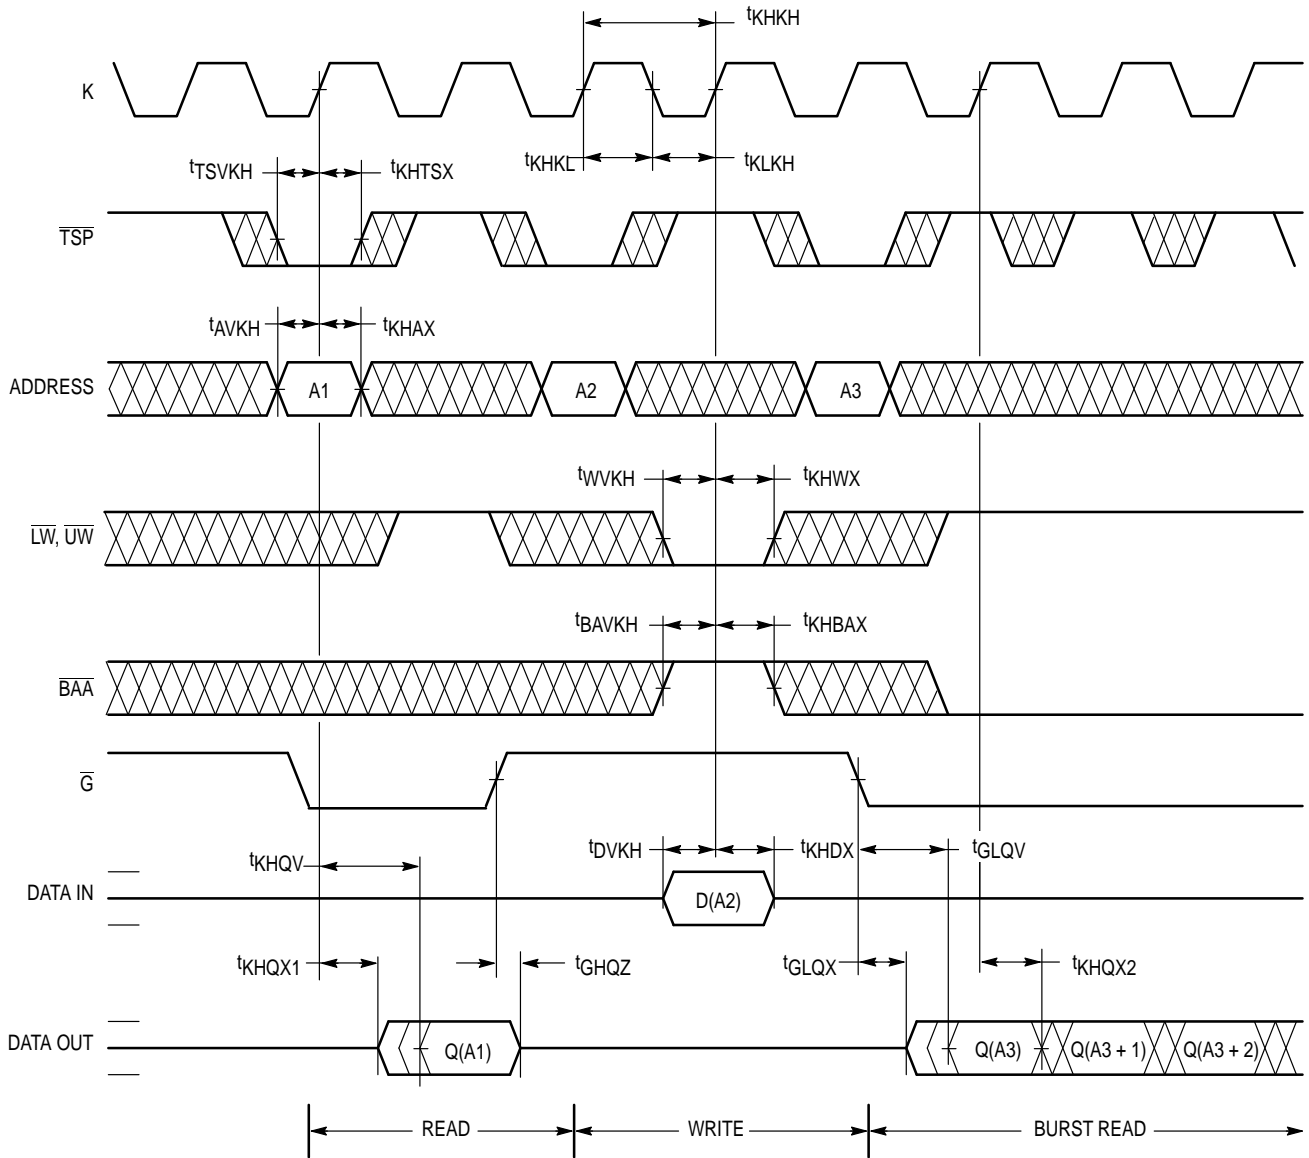 tKHKH
K
tTSVKH tKHTSX tKHKL tKLKH
TSP
tAVKH tKHAX
ADDRESS A1 A2 A3
tWVKH tKHWX
LW, UW
tBAVKH tKHBAX
BAA
G
tKHQV tDVKH tKHDX tGLQV
DATA IN D(A2)
tKHQX1 tGHQZ tGLQX tKHQX2
DATA OUT Q(A1) Q(A3) Q(A3 + 1) Q(A3 + 2)
READ WRITE BURST READ